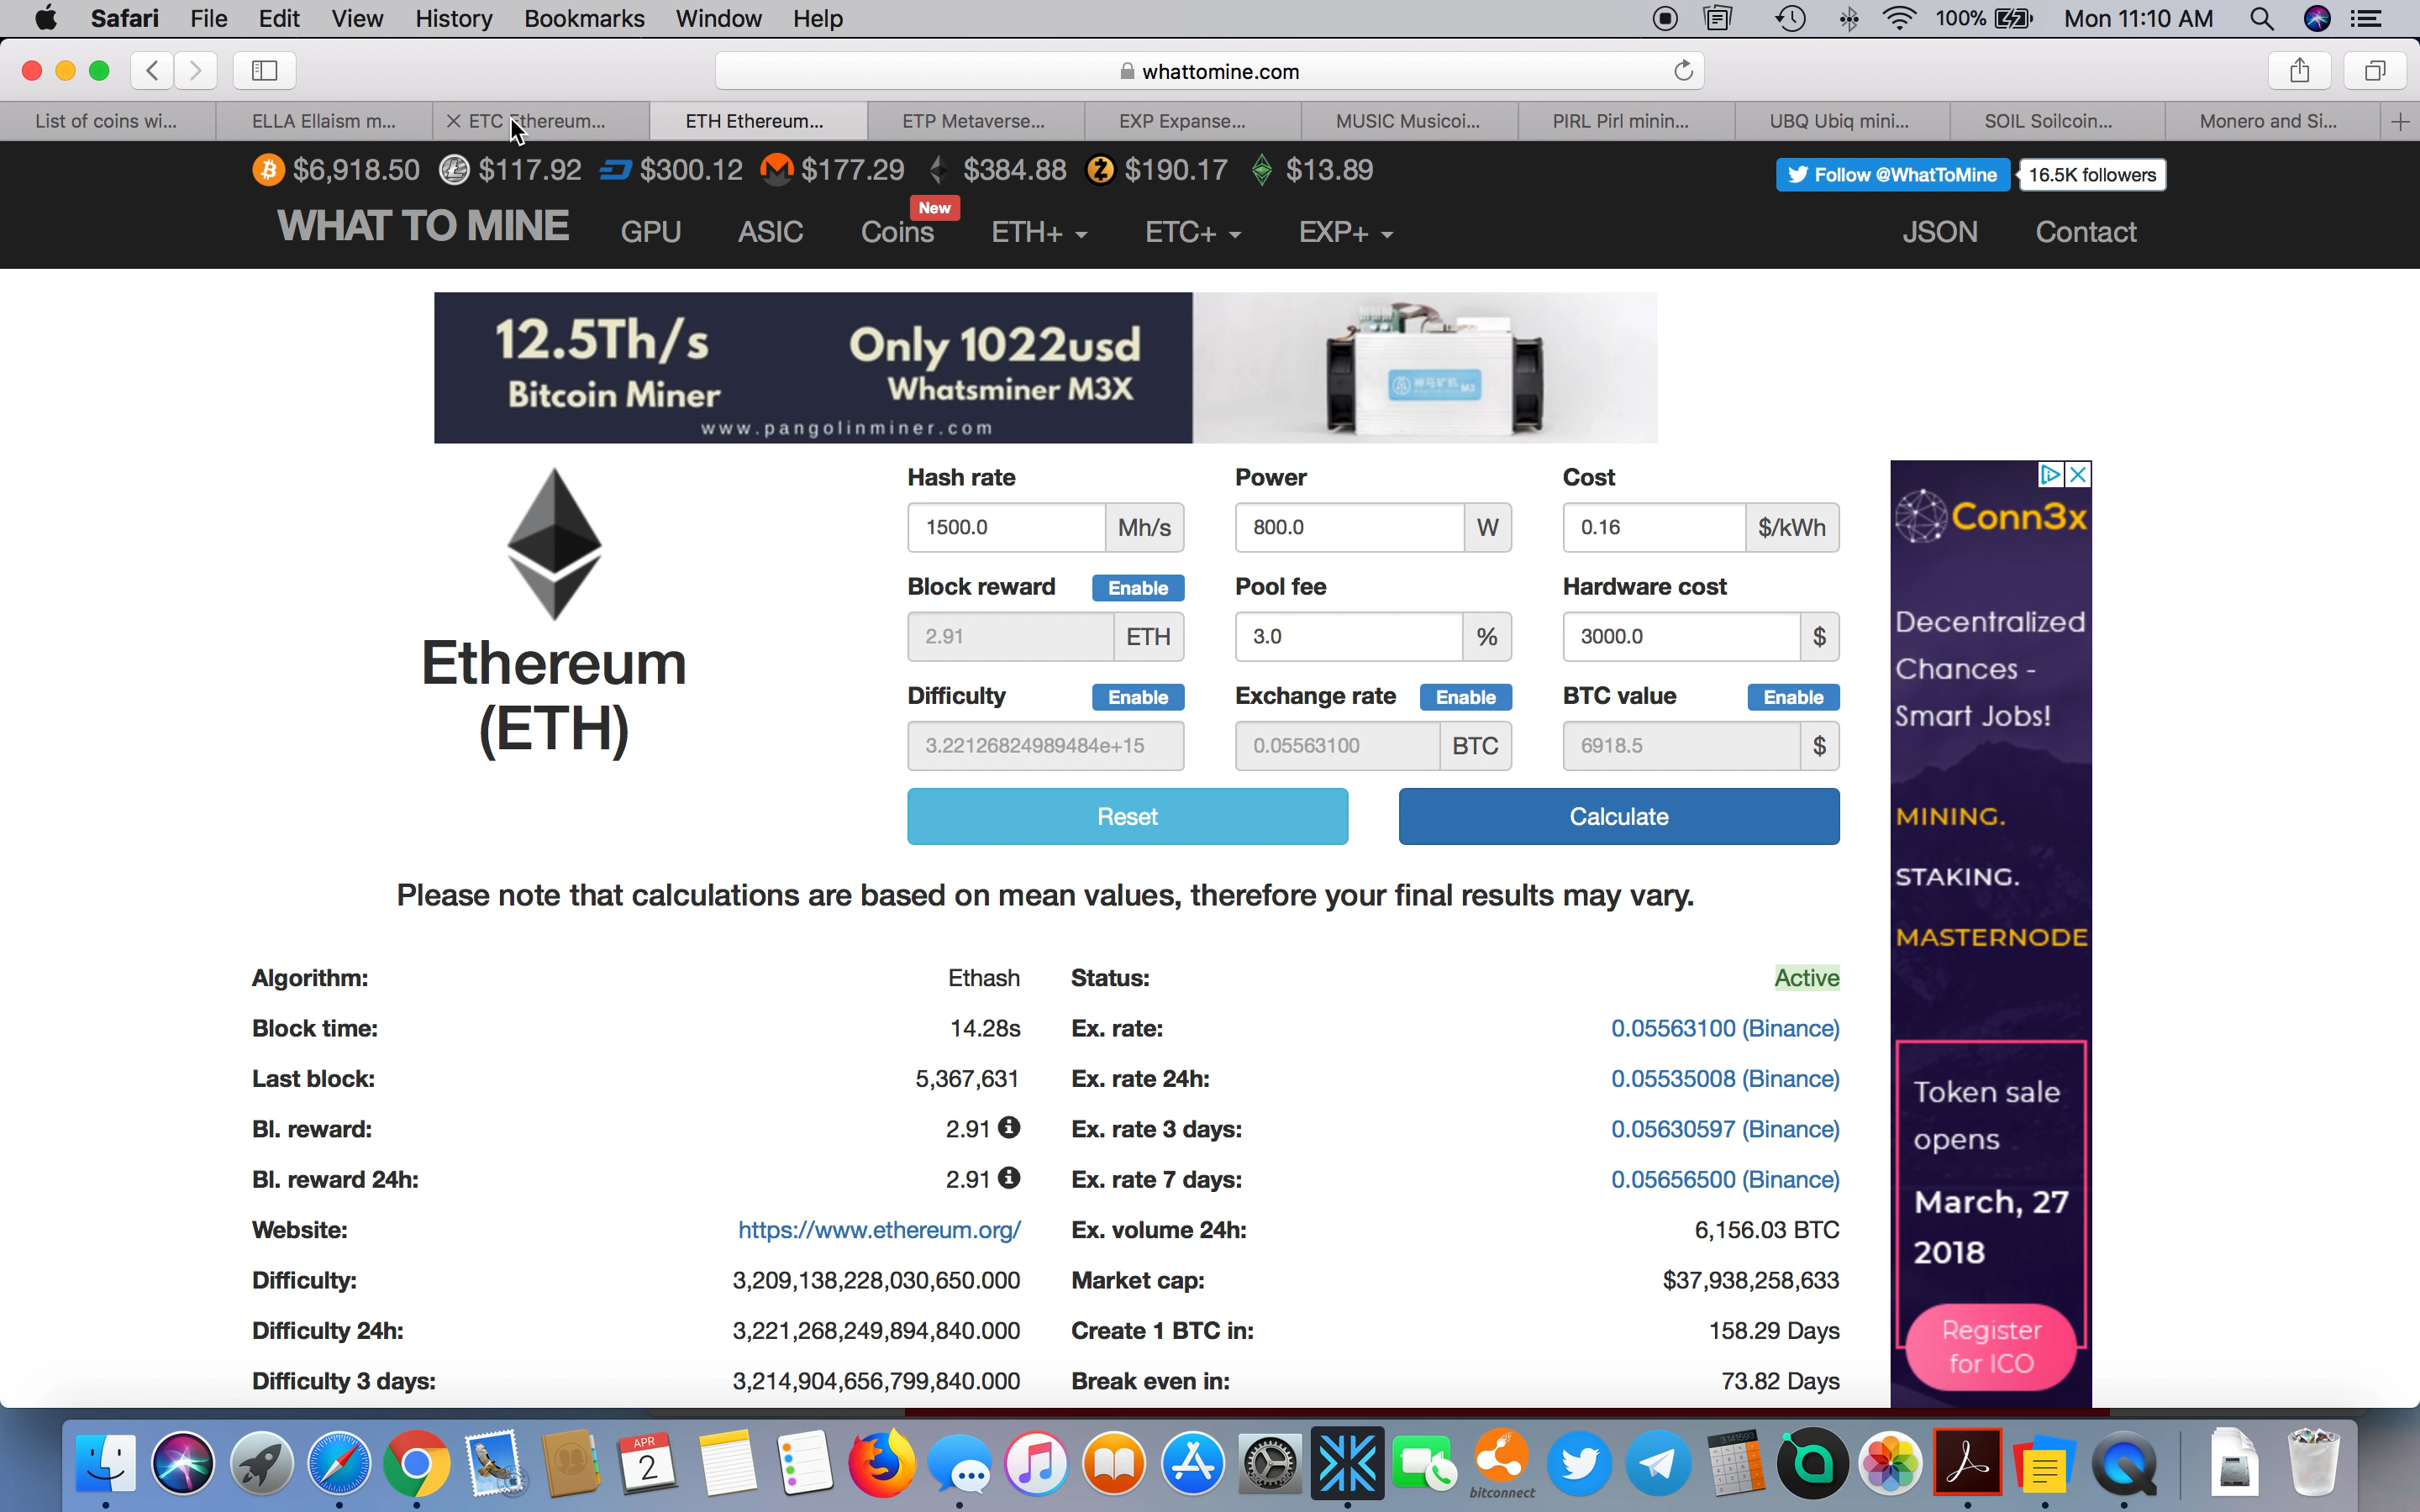 Safari File Edit View History Bookmarks Window Help 100% Mon 11:10 AM
whattomine.com
List of coins wi... ELLA Ellaism m... ETC Ethereum... ETH Ethereum... ETP Metaverse... EXP Expanse... MUSIC Musicoi... PIRL Pirl minin... UBQ Ubiq mini... SOIL Soilcoin... Monero and Si...
$6,918.50 $117.92 $300.12 $177.29 $384.88 $190.17 $13.89 Follow @WhatToMine 16.5K followers
New
WHAT TO MINE GPU ASIC Coins ETH+ ETC+ EXP+ JSON Contact
12.5Th/s Only 1022usd
Bitcoin Miner Whatsminer M3X
www.pangolinminer.com
神马矿机 M3
Ethereum
(ETH)
Hash rate Power Cost
1500.0 Mh/s 800.0 W 0.16 $/kWh
Block reward Enable Pool fee Hardware cost
2.91 ETH 3.0 % 3000.0 $
Difficulty Enable Exchange rate Enable BTC value Enable
3.22126824989484e+15 0.05563100 BTC 6918.5 $
Reset Calculate
Please note that calculations are based on mean values, therefore your final results may vary.
Algorithm: Ethash Status: Active
Block time: 14.28s Ex. rate: 0.05563100 (Binance)
Last block: 5,367,631 Ex. rate 24h: 0.05535008 (Binance)
Bl. reward: 2.91 Ex. rate 3 days: 0.05630597 (Binance)
Bl. reward 24h: 2.91 Ex. rate 7 days: 0.05656500 (Binance)
Website: https://www.ethereum.org/ Ex. volume 24h: 6,156.03 BTC
Difficulty: 3,209,138,228,030,650.000 Market cap: $37,938,258,633
Difficulty 24h: 3,221,268,249,894,840.000 Create 1 BTC in: 158.29 Days
Difficulty 3 days: 3,214,904,656,799,840.000 Break even in: 73.82 Days
Conn3x
Decentralized
Chances -
Smart Jobs!
MINING.
STAKING.
MASTERNODE
Token sale
opens
March, 27
2018
Register
for ICO
APR
2
3.141593
bitconnect